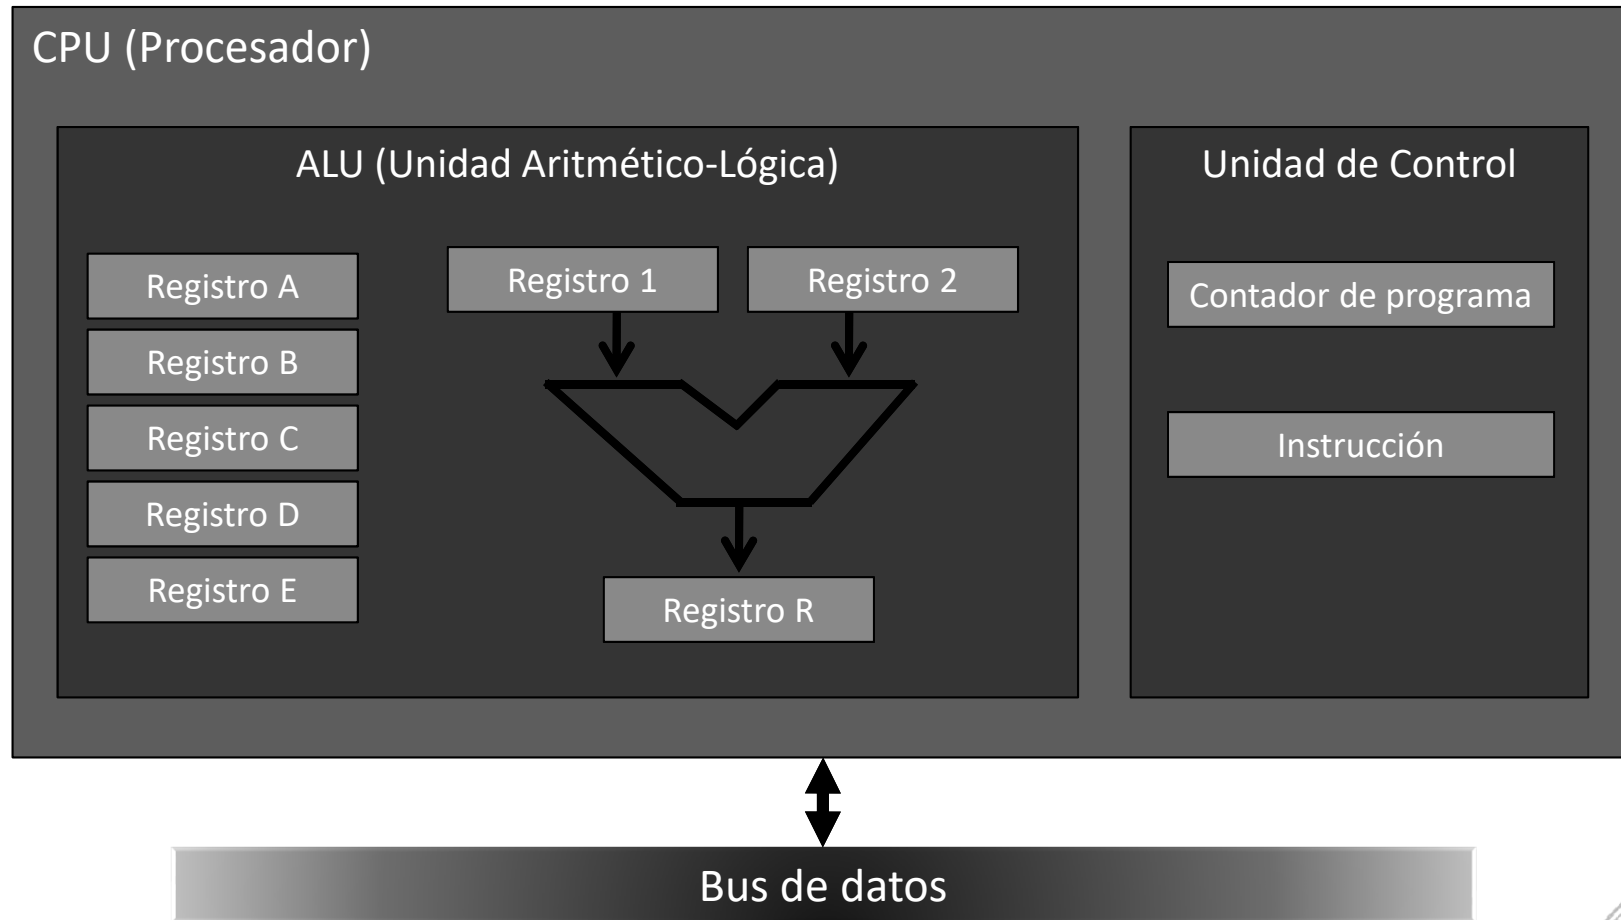 CPU (Procesador)
ALU (Unidad Aritmético-Lógica)
Registro A
Registro B
Registro C
Registro D
Registro E
Registro 1
Registro 2
Registro R
Unidad de Control
Contador de programa
Instrucción
Bus de datos